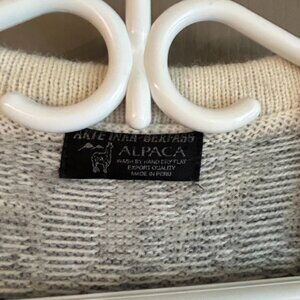 ALPACA
WASH BY HAND DRY FLAT
EXPORT QUALITY
MADE IN PERU